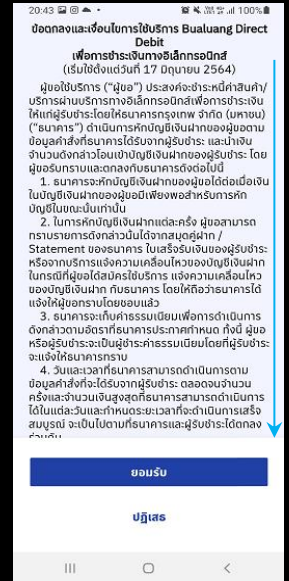 20:43
100%
ข้อตกลงและเงื่อนไขการใช้บริการ Bualuang Direct
Debit
เพื่อการชำระเงินทางอิเล็กทรอนิกส์
(เริ่มใช้ตั้งแต่วันที่ 17 มิถุนายน 2564)
ผู้ขอใช้บริการ (“ผู้ขอ”) ประสงค์จะชำระหนี้ค่าสินค้า/
บริการผ่านบริการทางอิเล็กทรอนิกส์เพื่อการชำระเงิน
ให้แก่ผู้รับชำระโดยให้ธนาคารกรุงเทพ จำกัด (มหาชน)
(“ธนาคาร”) ดำเนินการหักบัญชีเงินฝากของผู้ขอตาม
ข้อมูลคำสั่งที่ธนาคารได้รับจากผู้รับชำระ และนำเงิน
จำนวนดังกล่าวโอนเข้าบัญชีเงินฝากของผู้รับชำระ โดย
ผู้ขอรับทราบและตกลงกับธนาคารดังต่อไปนี้
1. ธนาคารจะหักบัญชีเงินฝากของผู้ขอได้ต่อเมื่อเงิน
ในบัญชีเงินฝากของผู้ขอมีเพียงพอสำหรับการหัก
บัญชีในขณะนั้นเท่านั้น
2. ในการหักบัญชีเงินฝากแต่ละครั้ง ผู้ขอสามารถ
ทราบรายการดังกล่าวนั้นได้จากสมุดคู่ฝาก /
Statement ของธนาคาร ใบเสร็จรับเงินของผู้รับชำระ
หรือจากบริการแจ้งความเคลื่อนไหวของบัญชีเงินฝาก
ในกรณีที่ผู้ขอได้สมัครใช้บริการ แจ้งความเคลื่อนไหว
ของบัญชีเงินฝาก กับธนาคาร โดยให้ถือว่าธนาคารได้
แจ้งให้ผู้ขอทราบโดยชอบแล้ว
3. ธนาคารจะเก็บค่าธรรมเนียมเพื่อการดำเนินการ
ดังกล่าวตามอัตราที่ธนาคารประกาศกำหนด ทั้งนี้ ผู้ขอ
หรือผู้รับชำระจะเป็นผู้ชำระค่าธรรมเนียมโดยที่ผู้รับชำระ
จะแจ้งให้ธนาคารทราบ
4. วันและเวลาที่ธนาคารสามารถดำเนินการตาม
ข้อมูลคำสั่งที่จะได้รับจากผู้รับชำระ ตลอดจนจำนวน
ครั้งและจำนวนเงินสูงสุดที่ธนาคารสามารถดำเนินการ
ได้ในแต่ละวันและกำหนดระยะเวลาที่จะดำเนินการเสร็จ
สมบูรณ์ จะเป็นไปตามที่ธนาคารและผู้รับชำระได้ตกลง
ยอมรับ
ปฏิเสธ